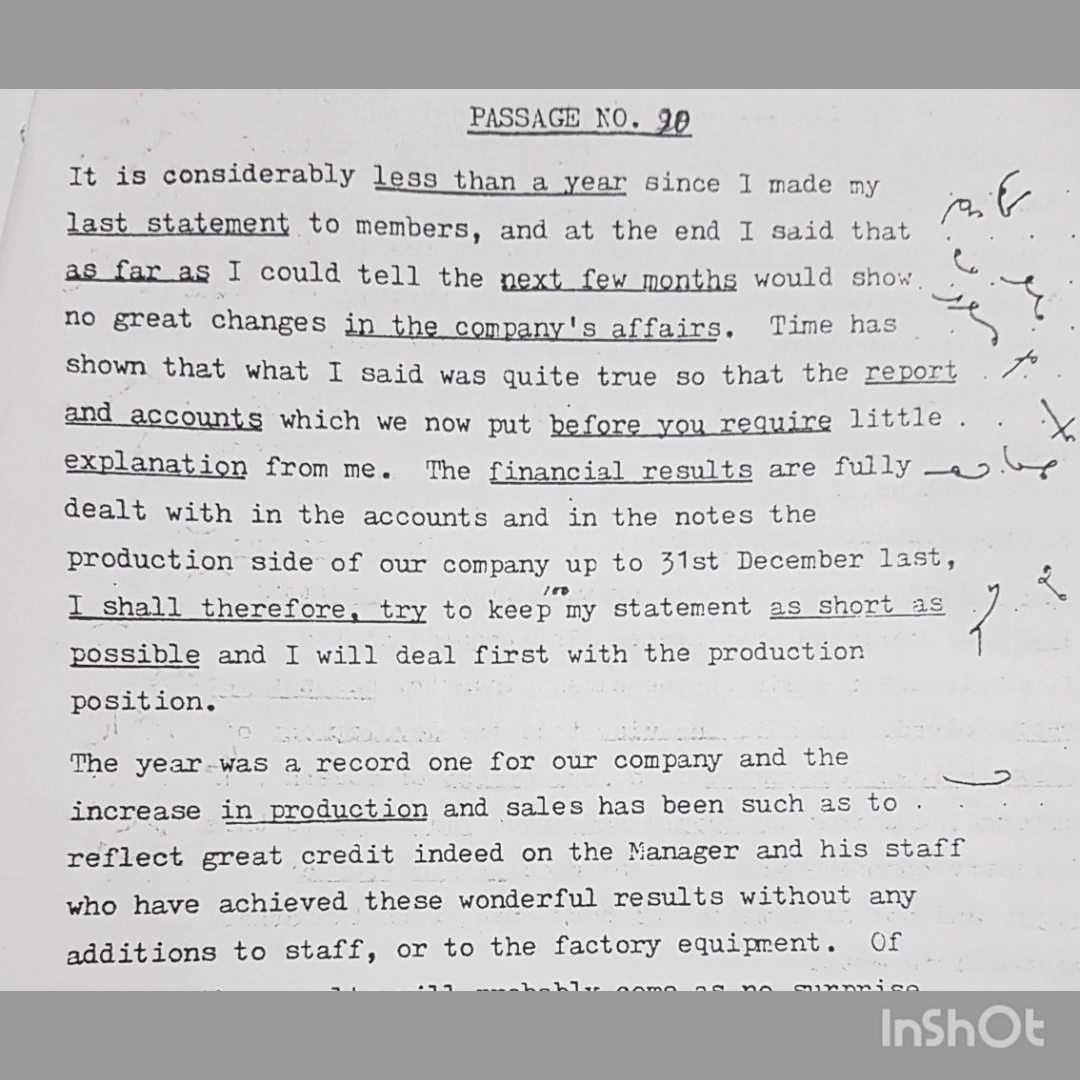 PASSAGE NO. 20
It is considerably less than a year since I made my
last statement to members, and at the end I said that
as far as I could tell the next few months would show
no great changes in the company's affairs. Time has
shown that what I said was quite true so that the report
and accounts which we now put before you require little
explanation from me. The financial results are fully
dealt with in the accounts and in the notes the
production side of our company up to 31st December last,
100
I shall therefore, try to keep my statement as short as
possible and I will deal first with the production
position.
The year was a record one for our company and the
increase in production and sales has been such as to
reflect great credit indeed on the Manager and his staff
who have achieved these wonderful results without any
additions to staff, or to the factory equipment. Of
will probably come as no surprise
InShOt